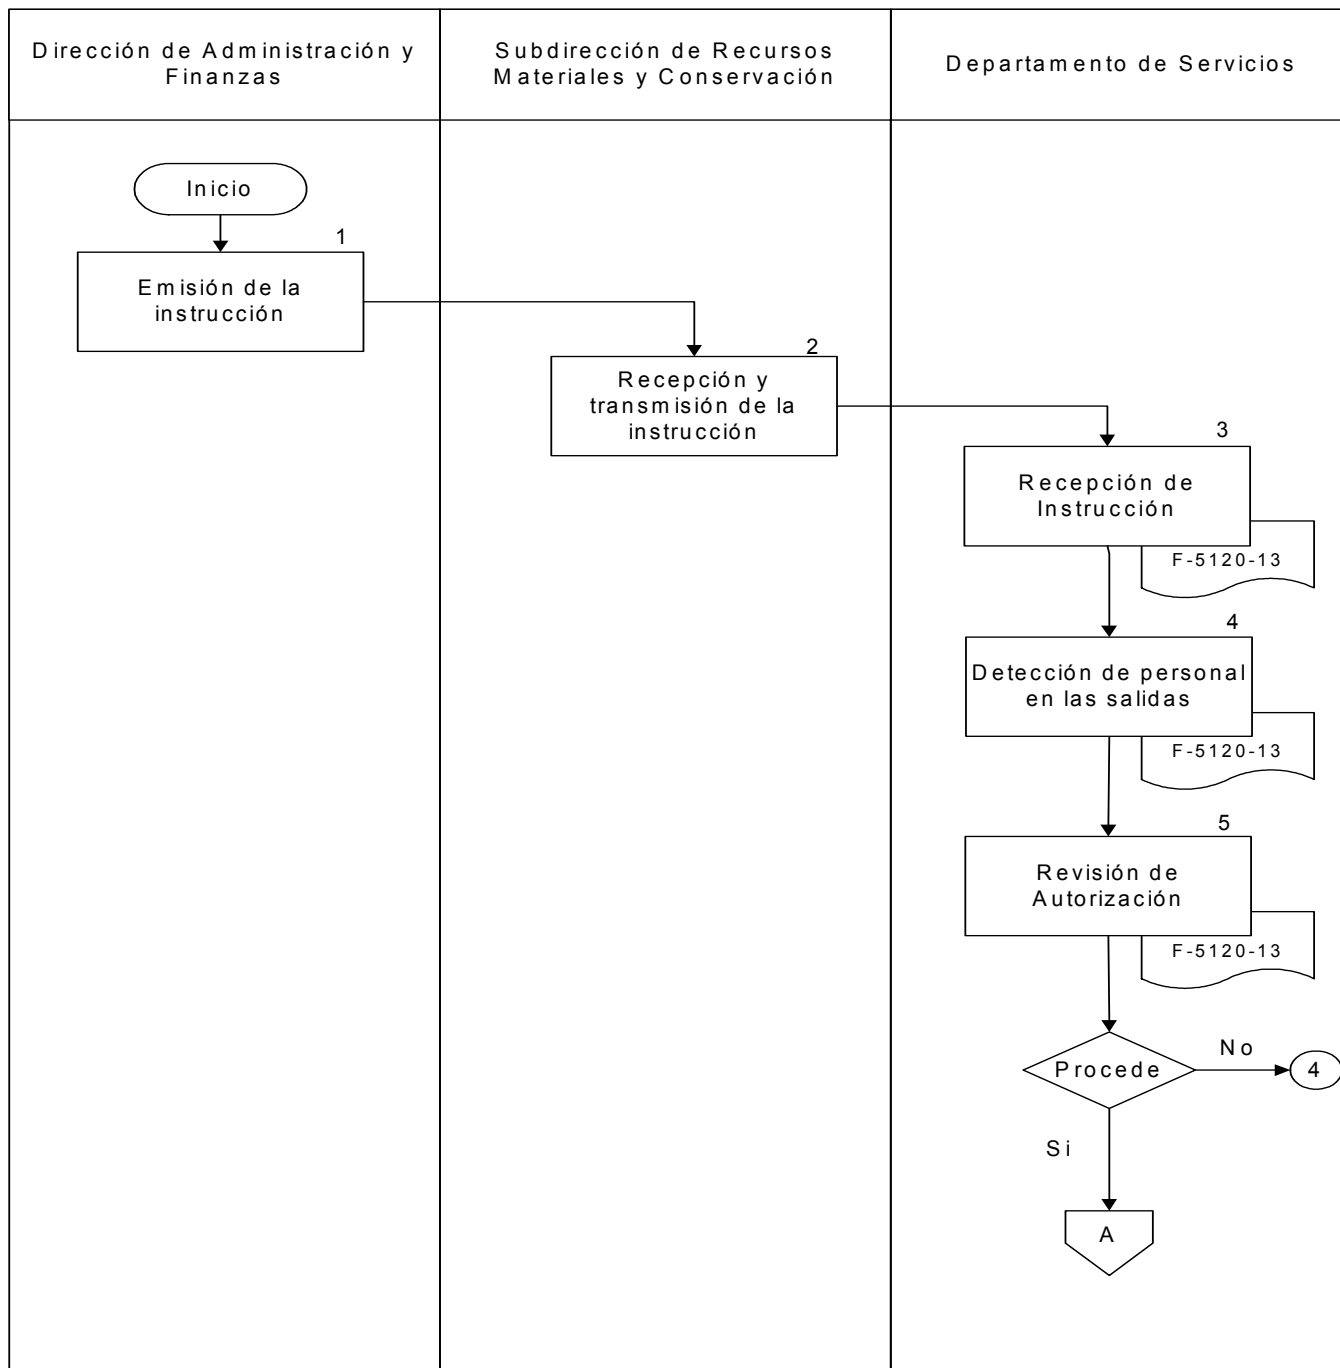 Dirección de Administración y
Finanzas
Subdirección de Recursos
Materiales y Conservación
Departamento de Servicios
Inicio
1
Emisión de la
instrucción
2
Recepción y
transmisión de la
instrucción
3
Recepción de
Instrucción
F-5120-13
4
Detección de personal
en las salidas
F-5120-13
5
Revisión de
Autorización
F-5120-13
Procede
No
4
Si
A